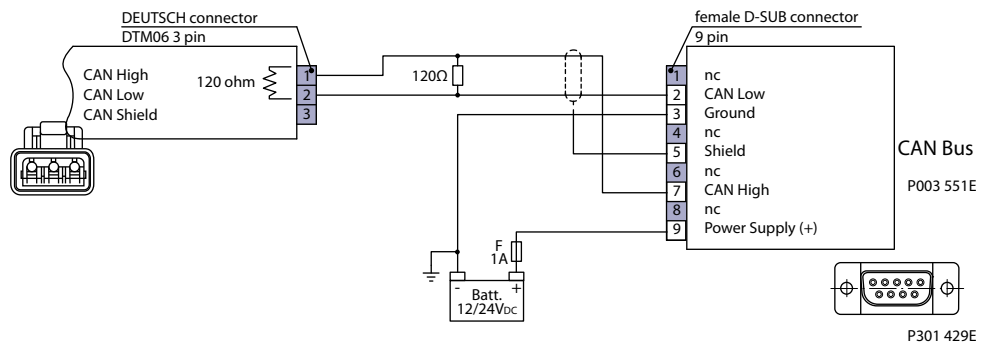 DEUTSCH connector
DTM06 3 pin
CAN High
CAN Low
CAN Shield
120 ohm
1
2
3
120Ω
female D-SUB connector
9 pin
1 nc
2 CAN Low
3 Ground
4 nc
5 Shield
6 nc
7 CAN High
8 nc
9 Power Supply (+)
CAN Bus
P003 551E
F
1A
- +
Batt.
12/24VDC
P301 429E